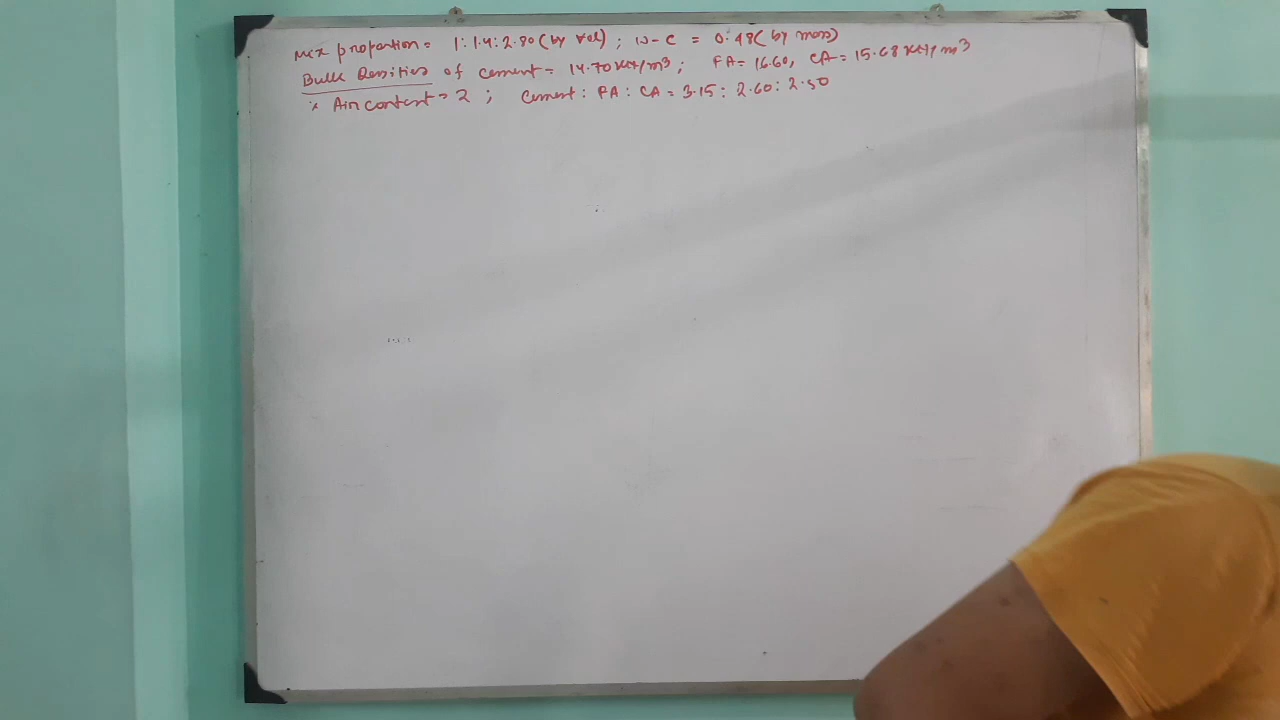 Mix proportion = 1:1.4:2.80 (by vol) ; W-C = 0.48 (by mass)
Bulk Densities of cement = 14.70 KN/m³ ; FA = 16.60, CA = 15.68 KN/m³
% Air content = 2 ; Cement : FA : CA = 3.15 : 2.60 : 2.50